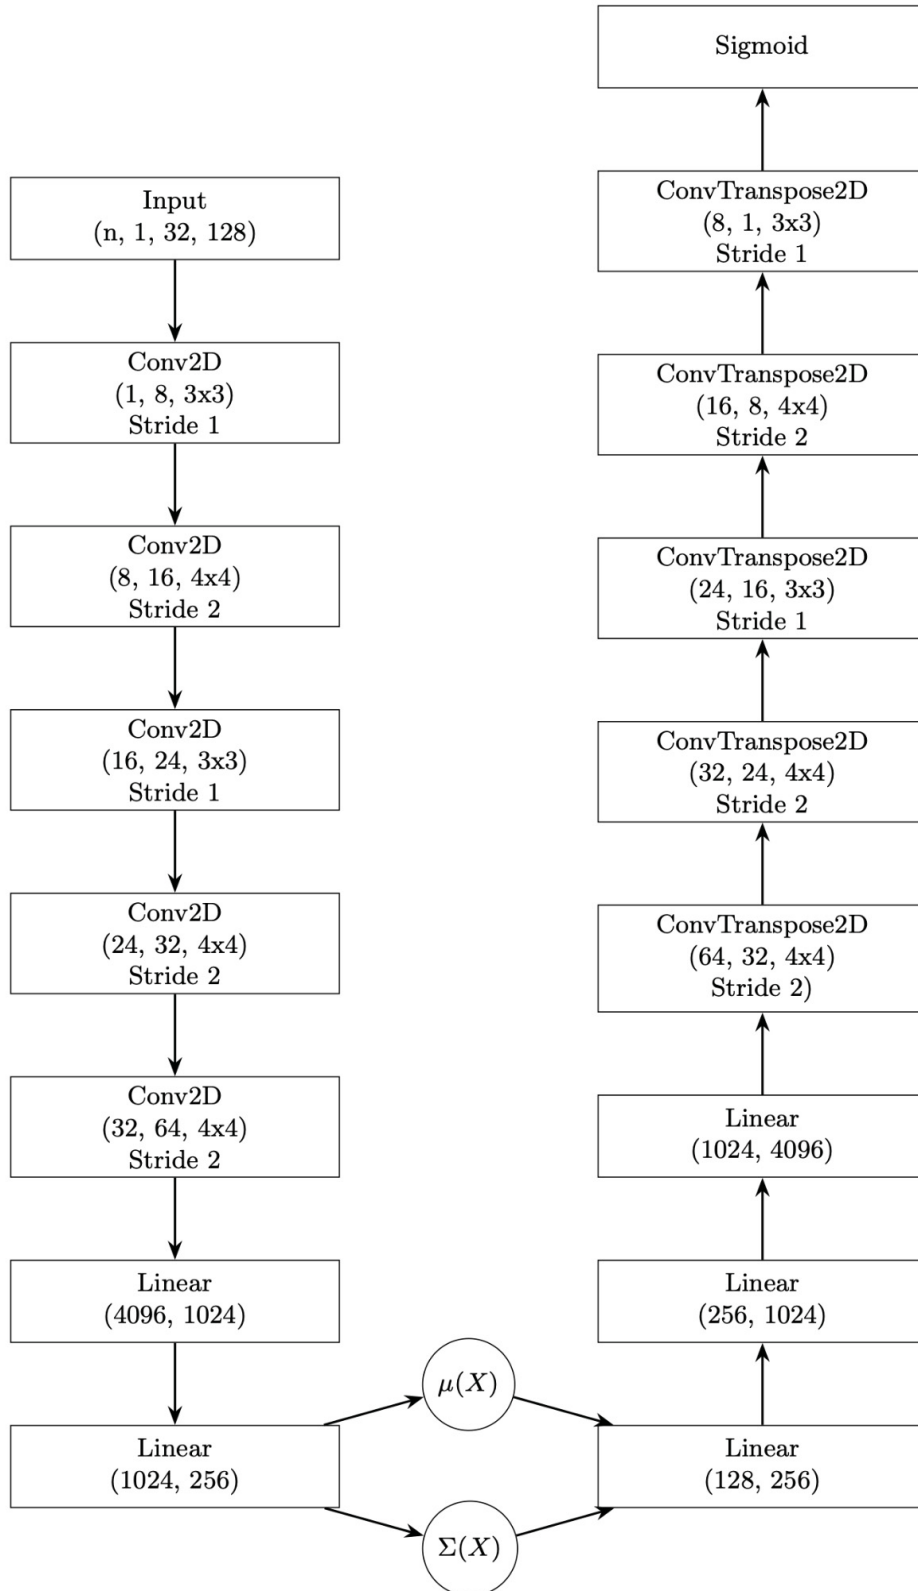 Input
(n, 1, 32, 128)
Conv2D
(1, 8, 3x3)
Stride 1
Conv2D
(8, 16, 4x4)
Stride 2
Conv2D
(16, 24, 3x3)
Stride 1
Conv2D
(24, 32, 4x4)
Stride 2
Conv2D
(32, 64, 4x4)
Stride 2
Linear
(4096, 1024)
Linear
(1024, 256)
μ(X)
Σ(X)
Linear
(128, 256)
Linear
(256, 1024)
Linear
(1024, 4096)
ConvTranspose2D
(64, 32, 4x4)
Stride 2)
ConvTranspose2D
(32, 24, 4x4)
Stride 2
ConvTranspose2D
(24, 16, 3x3)
Stride 1
ConvTranspose2D
(16, 8, 4x4)
Stride 2
ConvTranspose2D
(8, 1, 3x3)
Stride 1
Sigmoid